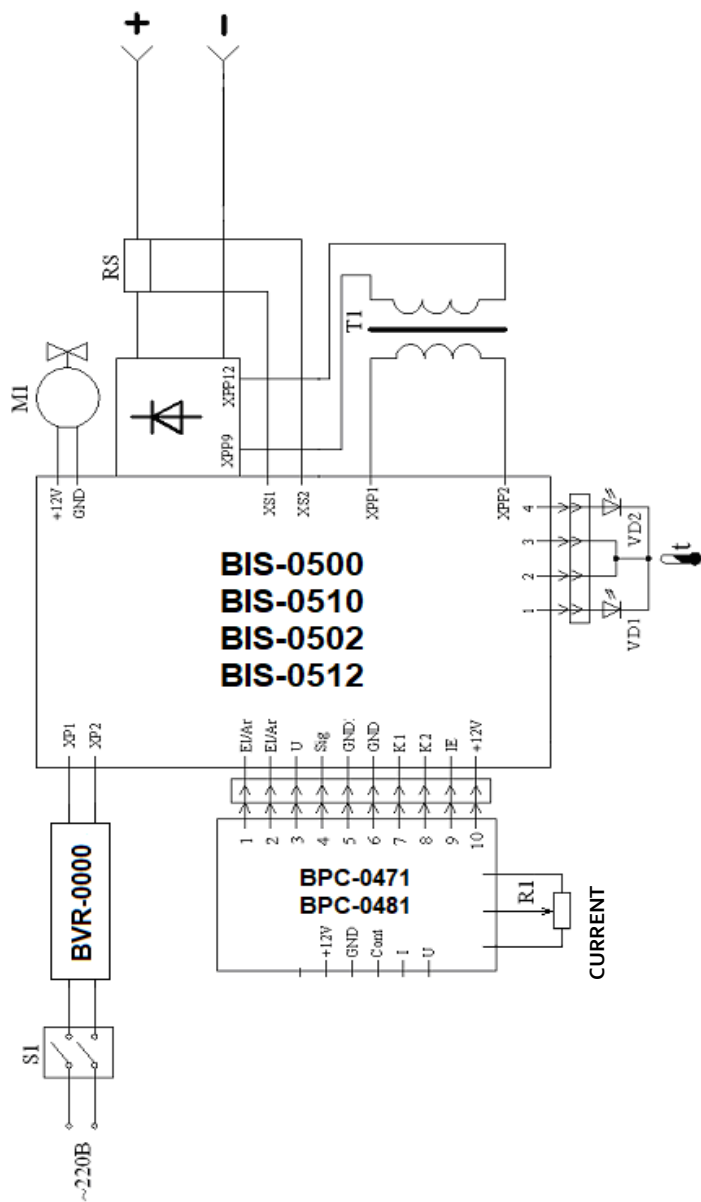 +
-
RS
M1
T1
XPP12
XPP9
+12V
GND
XS1
XS2
XPP1
XPP2
BIS-0500
BIS-0510
BIS-0502
BIS-0512
4
3
2
1
VD2
VD1
t
XP1
XP2
El/Ar
El/Ar
U
Sig
GND
GND
K1
K2
IE
+12V
1
2
3
4
5
6
7
8
9
10
BPC-0471
BPC-0481
+12V
GND
Cont
I
U
R1
CURRENT
BVR-0000
S1
~220В